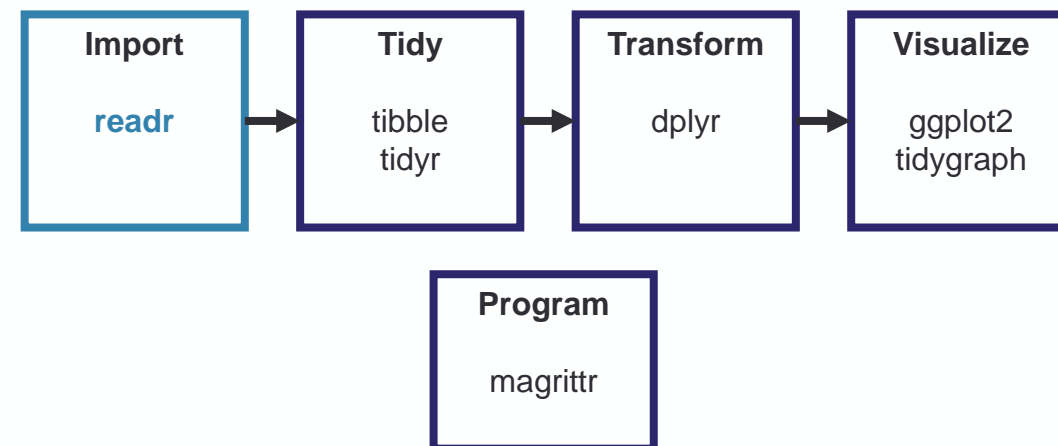 Import
readr
Tidy
tibble
tidyr
Transform
dplyr
Visualize
ggplot2
tidygraph
Program
magrittr